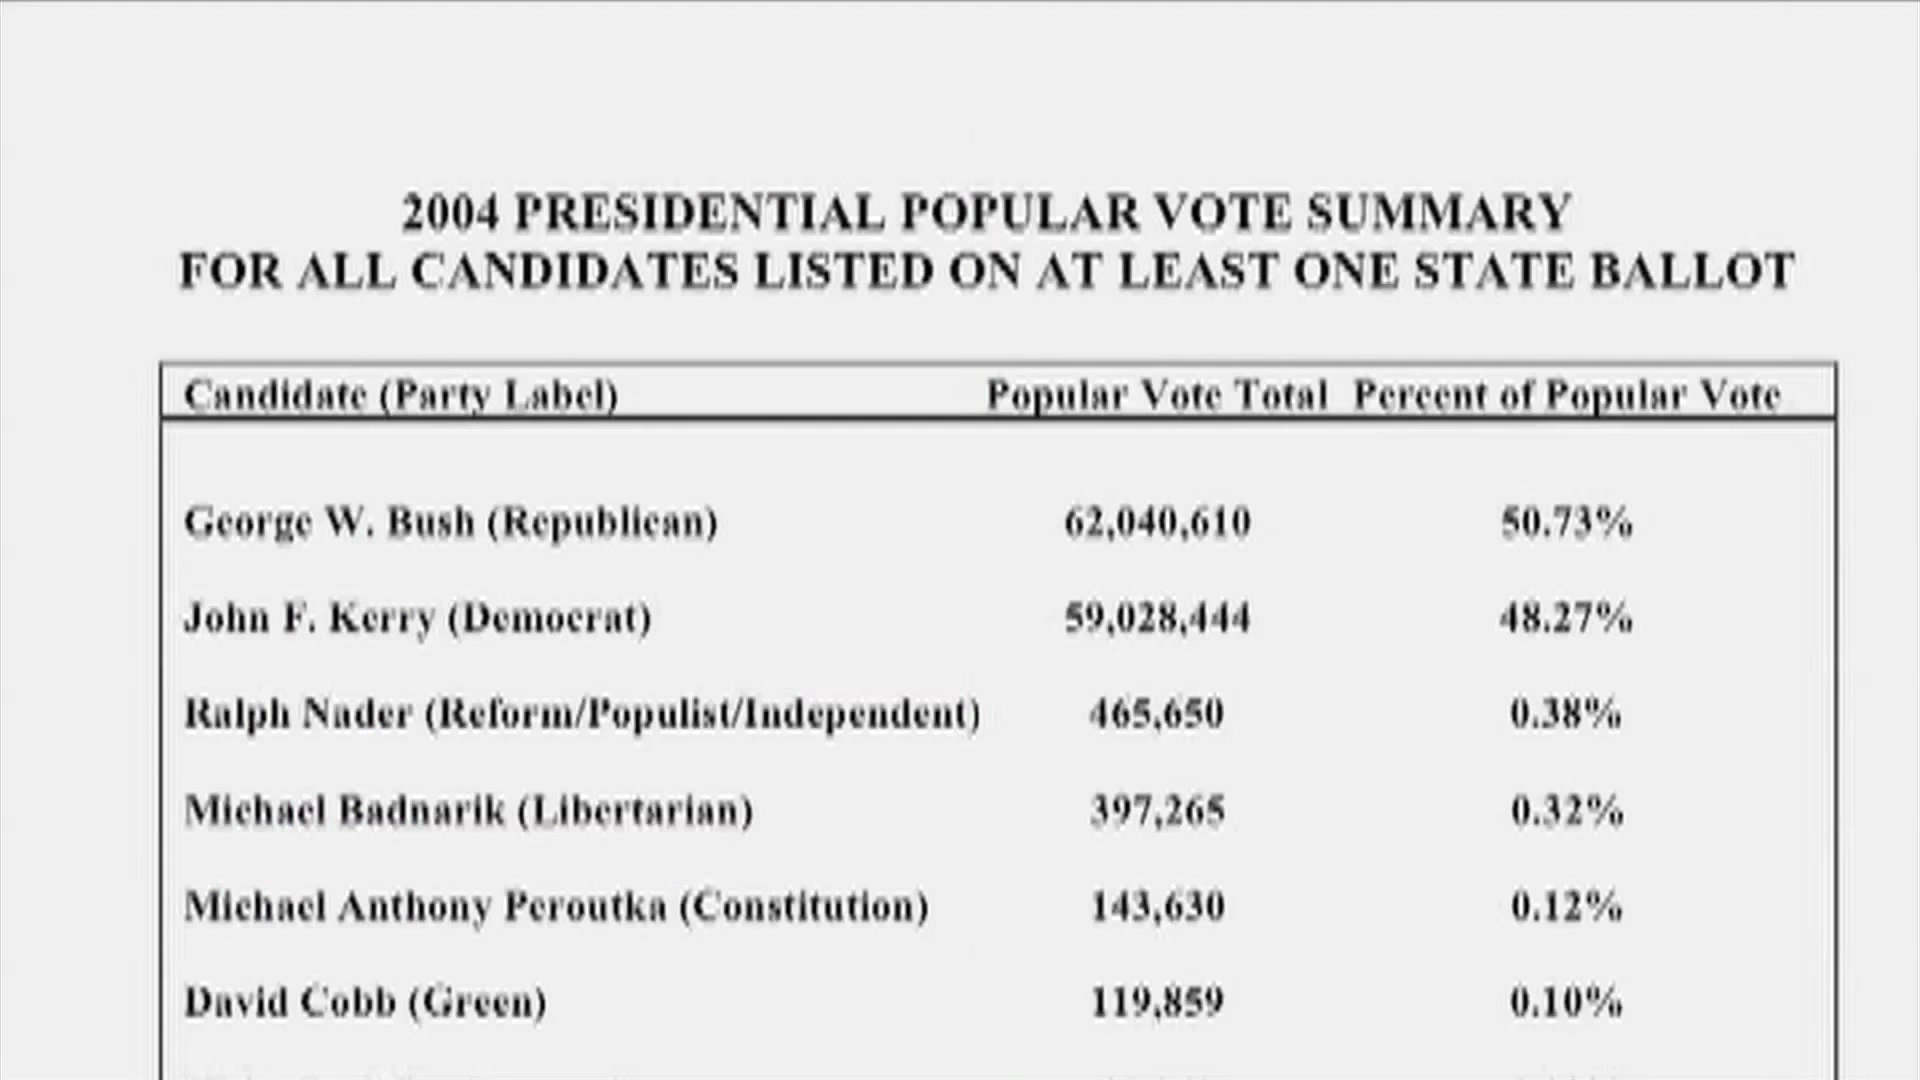 2004 PRESIDENTIAL POPULAR VOTE SUMMARY
FOR ALL CANDIDATES LISTED ON AT LEAST ONE STATE BALLOT
Candidate (Party Label) Popular Vote Total Percent of Popular Vote
George W. Bush (Republican) 62,040,610 50.73%
John F. Kerry (Democrat) 59,028,444 48.27%
Ralph Nader (Reform/Populist/Independent) 465,650 0.38%
Michael Badnarik (Libertarian) 397,265 0.32%
Michael Anthony Peroutka (Constitution) 143,630 0.12%
David Cobb (Green) 119,859 0.10%